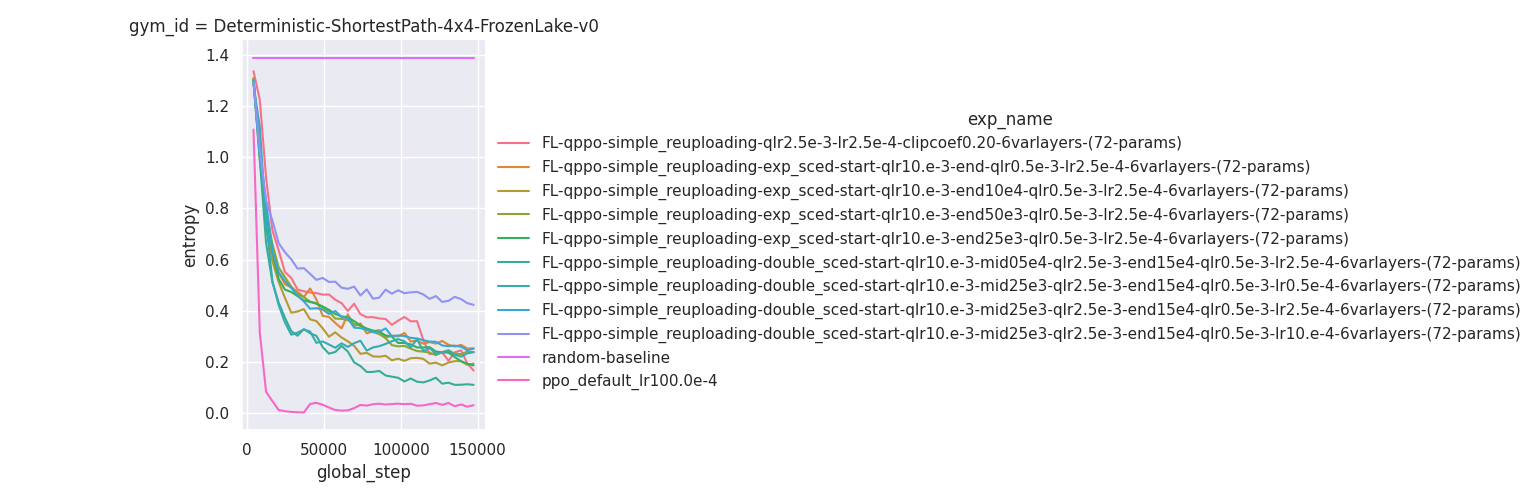 gym_id = Deterministic-ShortestPath-4x4-FrozenLake-v0
1.4
1.2
1.0
0.8
0.6
0.4
0.2
0.0
entropy
0 50000 100000 150000
global_step
exp_name
FL-qppo-simple_reuploading-qlr2.5e-3-lr2.5e-4-clipcoef0.20-6varlayers-(72-params)
FL-qppo-simple_reuploading-exp_sced-start-qlr10.e-3-end-qlr0.5e-3-lr2.5e-4-6varlayers-(72-params)
FL-qppo-simple_reuploading-exp_sced-start-qlr10.e-3-end10e4-qlr0.5e-3-lr2.5e-4-6varlayers-(72-params)
FL-qppo-simple_reuploading-exp_sced-start-qlr10.e-3-end50e3-qlr0.5e-3-lr2.5e-4-6varlayers-(72-params)
FL-qppo-simple_reuploading-exp_sced-start-qlr10.e-3-end25e3-qlr0.5e-3-lr2.5e-4-6varlayers-(72-params)
FL-qppo-simple_reuploading-double_sced-start-qlr10.e-3-mid05e4-qlr2.5e-3-end15e4-qlr0.5e-3-lr2.5e-4-6varlayers-(72-params)
FL-qppo-simple_reuploading-double_sced-start-qlr10.e-3-mid25e3-qlr2.5e-3-end15e4-qlr0.5e-3-lr0.5e-4-6varlayers-(72-params)
FL-qppo-simple_reuploading-double_sced-start-qlr10.e-3-mid25e3-qlr2.5e-3-end15e4-qlr0.5e-3-lr2.5e-4-6varlayers-(72-params)
FL-qppo-simple_reuploading-double_sced-start-qlr10.e-3-mid25e3-qlr2.5e-3-end15e4-qlr0.5e-3-lr10.e-4-6varlayers-(72-params)
random-baseline
ppo_default_lr100.0e-4